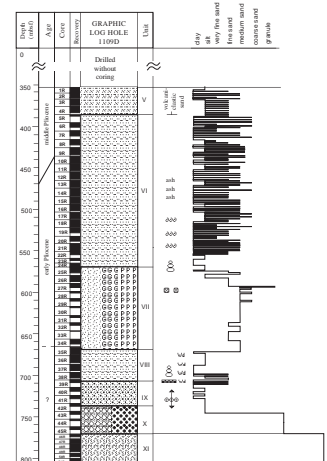 Depth
(mbsf)
Age
Core
Recovery
GRAPHIC
LOG HOLE
1109D
Unit
clay
silt
very fine sand
fine sand
medium sand
coarse sand
granule
0
Drilled
without
coring
350
400
450
500
550
600
650
700
750
800
middle Pliocene
early Pliocene
?
1R
2R
3R
4R
5R
6R
7R
8R
9R
10R
11R
12R
13R
14R
15R
16R
17R
18R
19R
20R
21R
22R
23R
24R
25R
26R
27R
28R
29R
30R
31R
32R
33R
34R
35R
36R
37R
38R
39R
40R
41R
42R
43R
44R
45R
V
VI
VII
VIII
IX
X
XI
G G G P P P
G G G P P P
G G G P P P
G G G P P P
G G G P P P
G G G P P P
G G G P P P
G G G P P P
G G G P P P
G G G P P P
volcani-
clastic
sand
ash
ash
ash